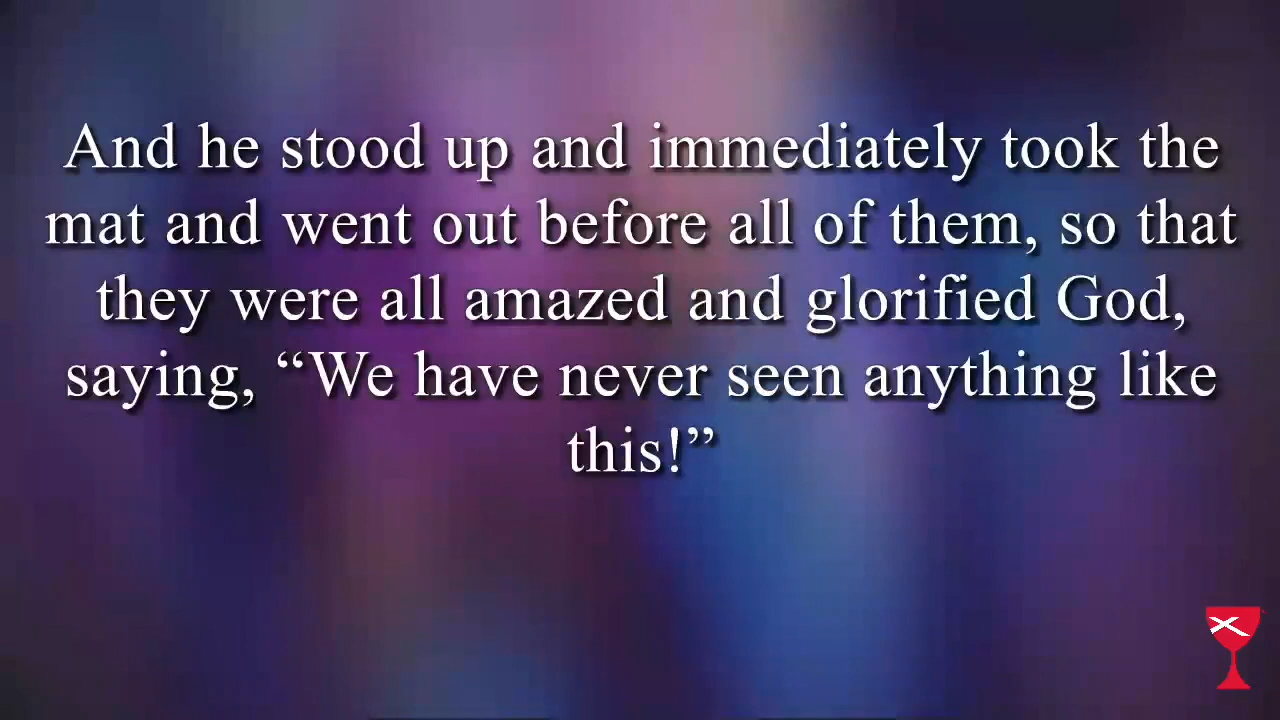 And he stood up and immediately took the
mat and went out before all of them, so that
they were all amazed and glorified God,
saying, “We have never seen anything like
this!”